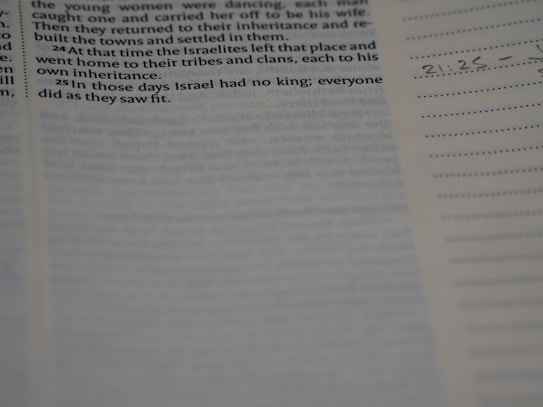 the young women were dancing, each man
caught one and carried her off to be his wife.
Then they returned to their inheritance and re-
built the towns and settled in them.
24 At that time the Israelites left that place and
went home to their tribes and clans, each to his
own inheritance.
25 In those days Israel had no king; everyone
did as they saw fit.
21:25 -